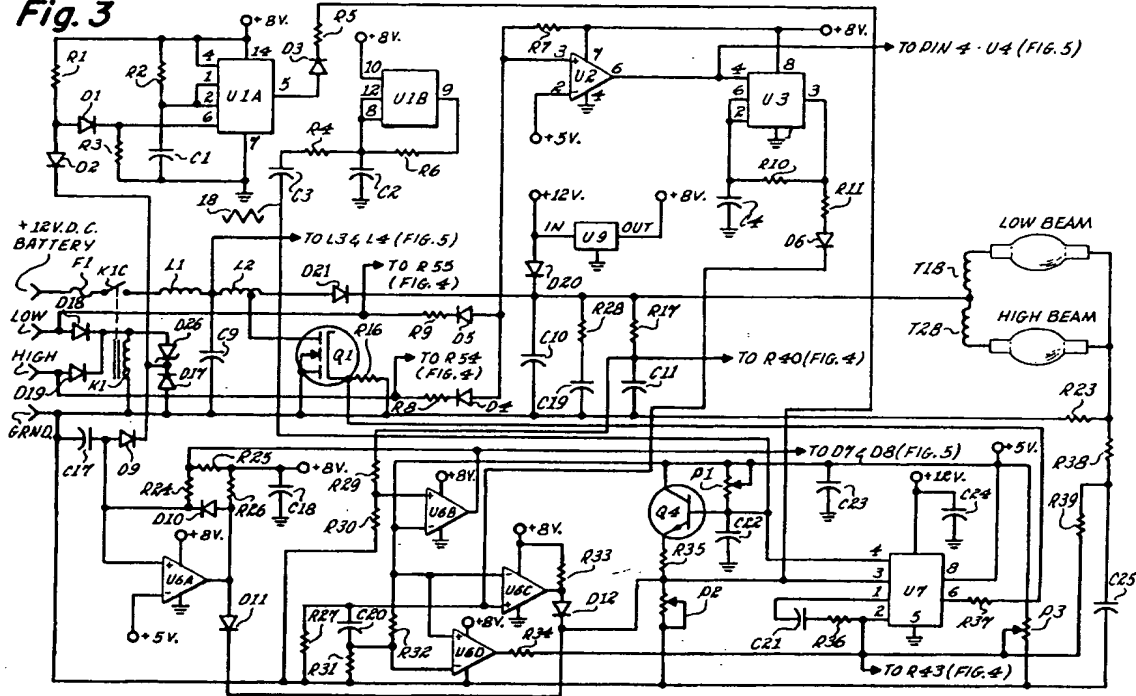 Fig. 3
+8V.
R5
R1
R2
4
14
1
2
U1A
5
6
7
D3
+8V.
10
12
8
U1B
9
D1
D2
R3
C1
R4
R6
C3
C2
18
R7
3
7
2
U2
6
4
+5V.
+8V.
TO PIN 4 - U4 (FIG. 5)
4
8
6
2
U3
3
R10
C4
R11
D6
+12V. D.C.
BATTERY
F1
K1C
L1
L2
TO L3 & L4 (FIG. 5)
D21
TO R55
(FIG. 4)
+12V.
IN
U9
OUT
+8V.
D20
LOW BEAM
T1B
T2B
HIGH BEAM
LOW
D18
HIGH
D19
K1
D26
D17
C9
Q1
R16
R9
D5
TO R54
(FIG. 4)
R8
D4
C10
R28
R17
C19
C11
TO R40 (FIG. 4)
R23
GRND.
C17
D9
R25
R24
D10
R26
+8V.
C18
R29
R30
+8V.
U6B
TO D7 & D8 (FIG. 5)
Q4
P1
C22
C23
+5V.
+12V.
C24
R38
R39
C25
+8V.
U6A
+5V.
D11
+8V.
U6C
R33
D12
R35
P2
4
3
1
2
U7
8
6
5
R37
P3
R27
C20
R31
R32
+8V.
U6D
R34
C21
R36
TO R43 (FIG. 4)